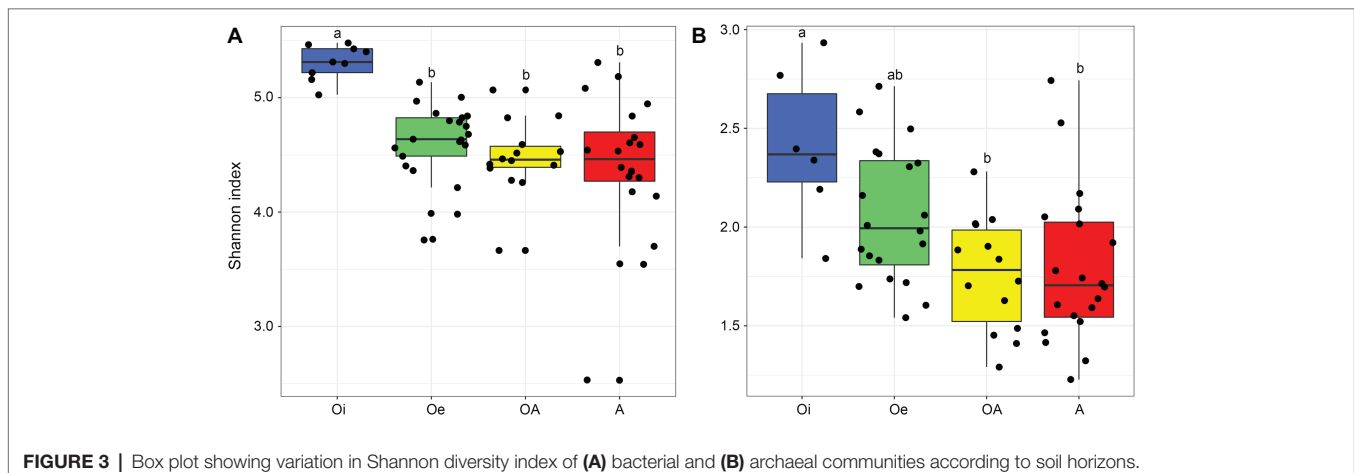 A
B
a
b
b
b
a
ab
b
b
5.0
4.0
3.0
3.0
2.5
2.0
1.5
Shannon index
Oi
Oe
OA
A
Oi
Oe
OA
A
FIGURE 3 | Box plot showing variation in Shannon diversity index of (A) bacterial and (B) archaeal communities according to soil horizons.